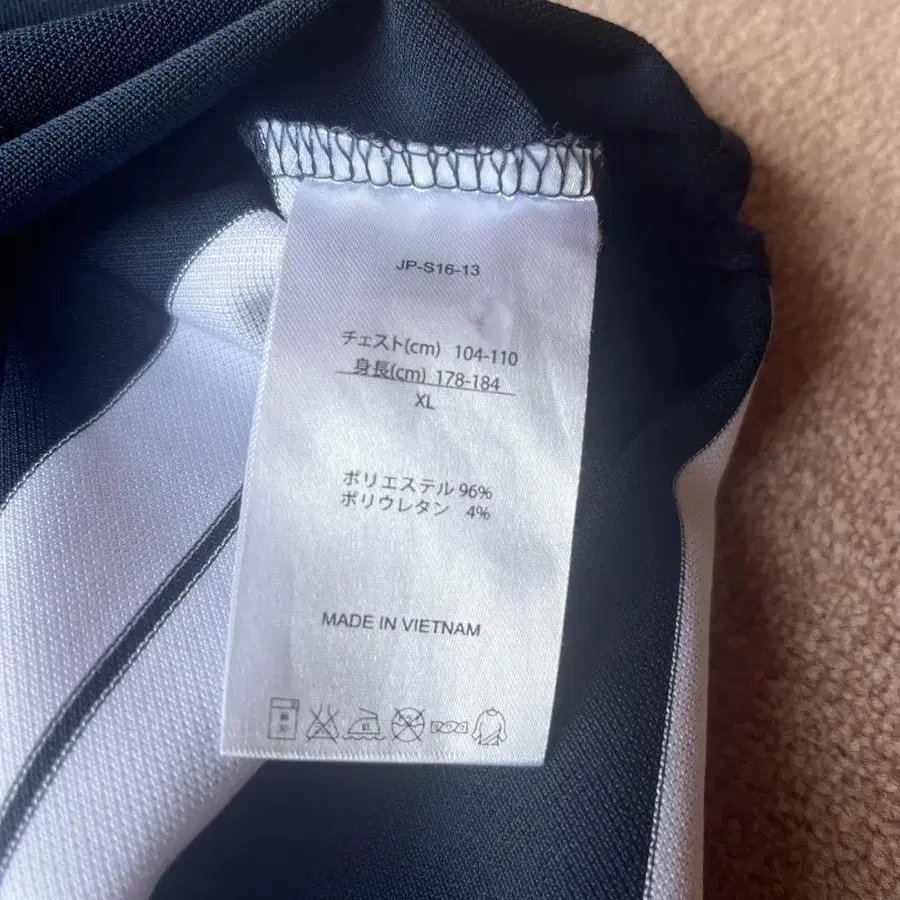 JP-S16-13
チェスト(cm) 104-110
身長(cm) 178-184
XL
ポリエステル 96%
ポリウレタン 4%
MADE IN VIETNAM